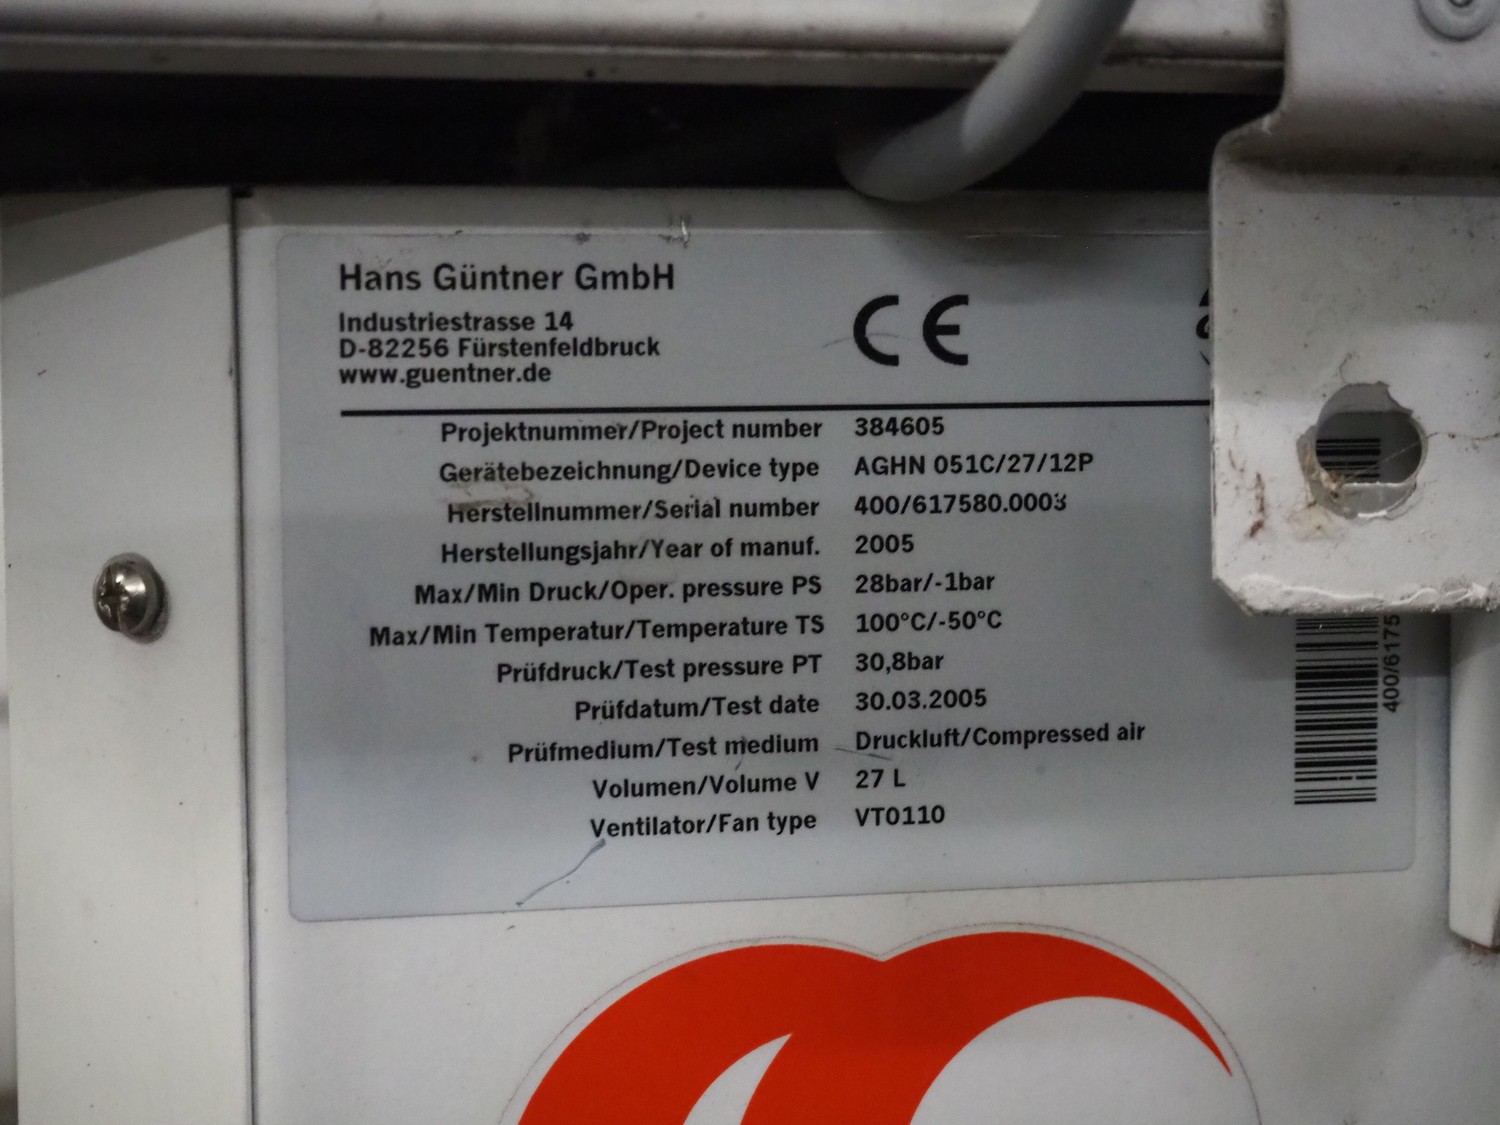 Hans Güntner GmbH
Industriestrasse 14
D-82256 Fürstenfeldbruck
www.guentner.de
CE
Projektnummer/Project number 384605
Gerätebezeichnung/Device type AGHN 051C/27/12P
Herstellnummer/Serial number 400/617580.0003
Herstellungsjahr/Year of manuf. 2005
Max/Min Druck/Oper. pressure PS 28bar/-1bar
Max/Min Temperatur/Temperature TS 100°C/-50°C
Prüfdruck/Test pressure PT 30,8bar
Prüfdatum/Test date 30.03.2005
Prüfmedium/Test medium Druckluft/Compressed air
Volumen/Volume V 27 L
Ventilator/Fan type VT0110
400/6175